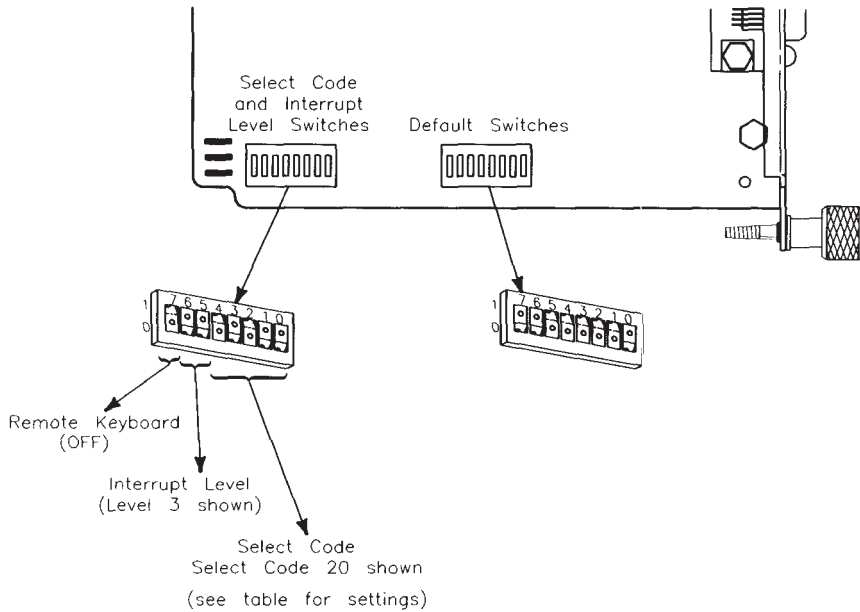 Select Code
and Interrupt
Level Switches
Default Switches
1
0
7 6 5 4 3 2 1 0
1
0
7 6 5 4 3 2 1 0
Remote Keyboard
(OFF)
Interrupt Level
(Level 3 shown)
Select Code
Select Code 20 shown
(see table for settings)